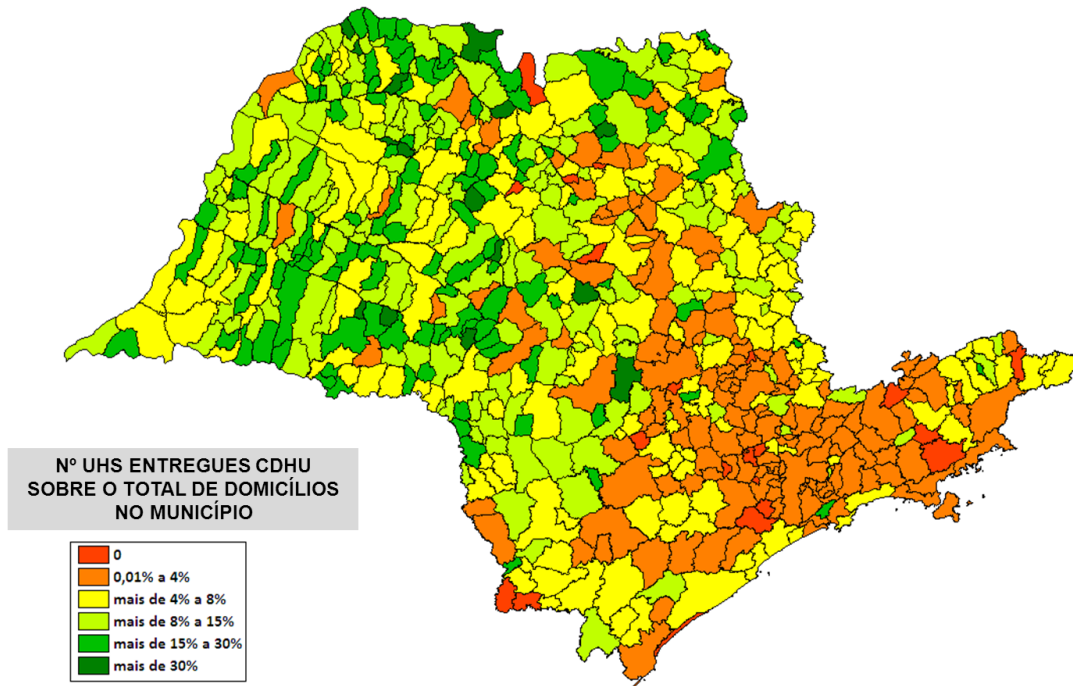 Nº UHS ENTREGUES CDHU
SOBRE O TOTAL DE DOMICÍLIOS
NO MUNICÍPIO
0
0,01% a 4%
mais de 4% a 8%
mais de 8% a 15%
mais de 15% a 30%
mais de 30%